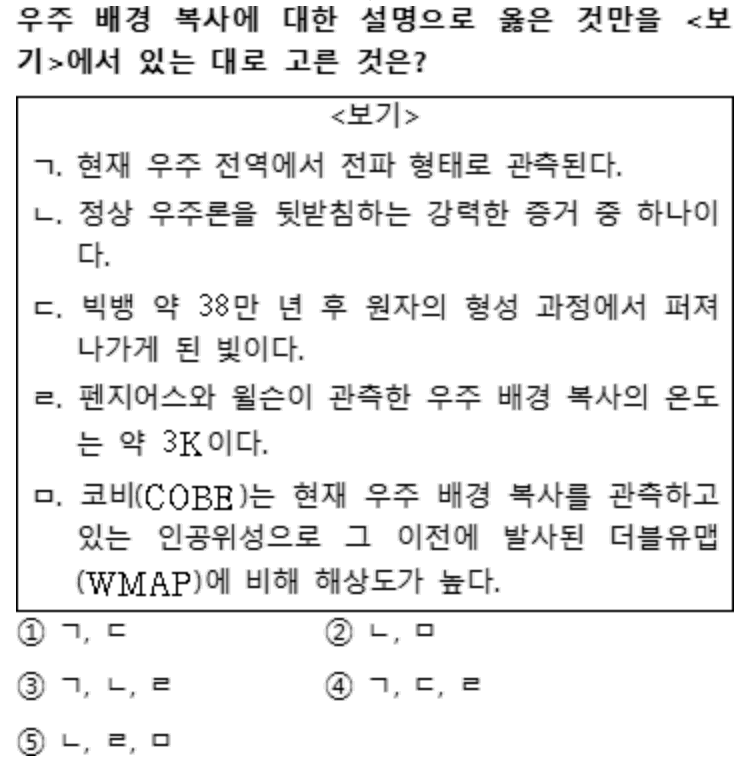 우주 배경 복사에 대한 설명으로 옳은 것만을 <보
기>에서 있는 대로 고른 것은?
<보기>
ㄱ. 현재 우주 전역에서 전파 형태로 관측된다.
ㄴ. 정상 우주론을 뒷받침하는 강력한 증거 중 하나이
다.
ㄷ. 빅뱅 약 38만 년 후 원자의 형성 과정에서 퍼져
나가게 된 빛이다.
ㄹ. 펜지어스와 윌슨이 관측한 우주 배경 복사의 온도
는 약 3K이다.
ㅁ. 코비(COBE)는 현재 우주 배경 복사를 관측하고
있는 인공위성으로 그 이전에 발사된 더블유맵
(WMAP)에 비해 해상도가 높다.
① ㄱ, ㄷ ② ㄴ, ㅁ
③ ㄱ, ㄴ, ㄹ ④ ㄱ, ㄷ, ㄹ
⑤ ㄴ, ㄹ, ㅁ